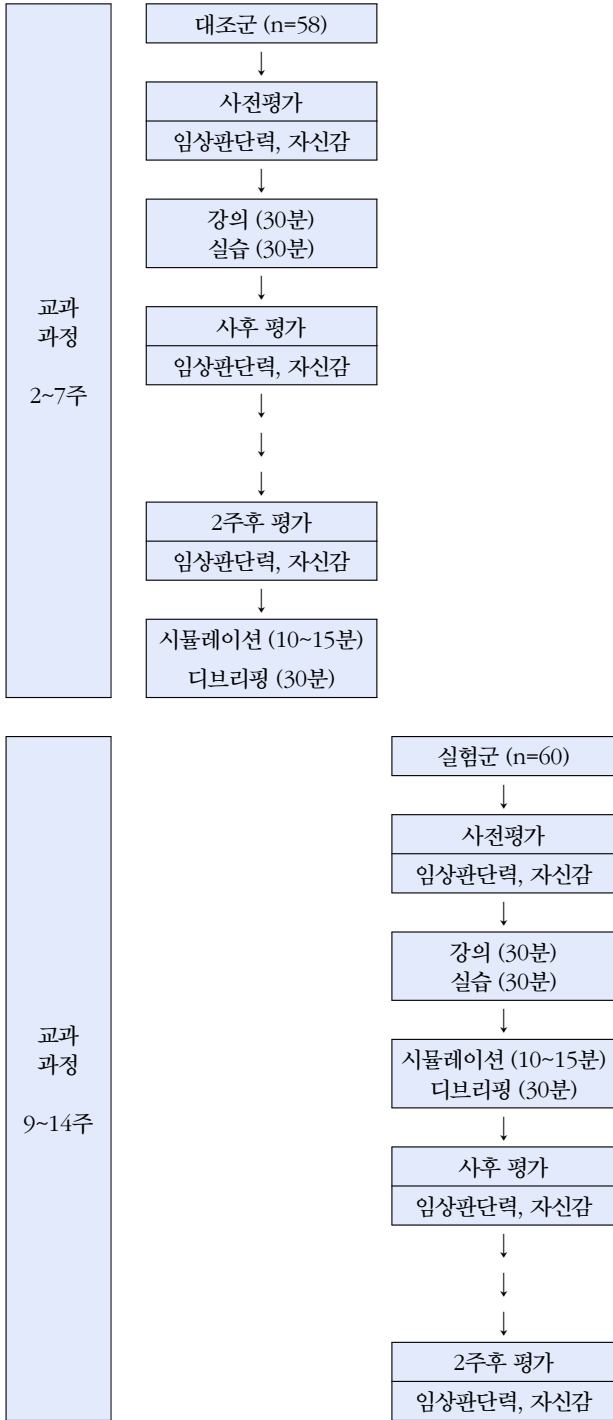 대조군 (n=58)
↓
사전평가
임상판단력, 자신감
↓
강의 (30분)
실습 (30분)
↓
교과
과정
2~7주
사후 평가
임상판단력, 자신감
↓
↓
↓
2주후 평가
임상판단력, 자신감
↓
시뮬레이션 (10~15분)
디브리핑 (30분)
실험군 (n=60)
↓
사전평가
임상판단력, 자신감
↓
강의 (30분)
실습 (30분)
↓
교과
과정
9~14주
시뮬레이션 (10~15분)
디브리핑 (30분)
↓
사후 평가
임상판단력, 자신감
↓
↓
↓
2주후 평가
임상판단력, 자신감